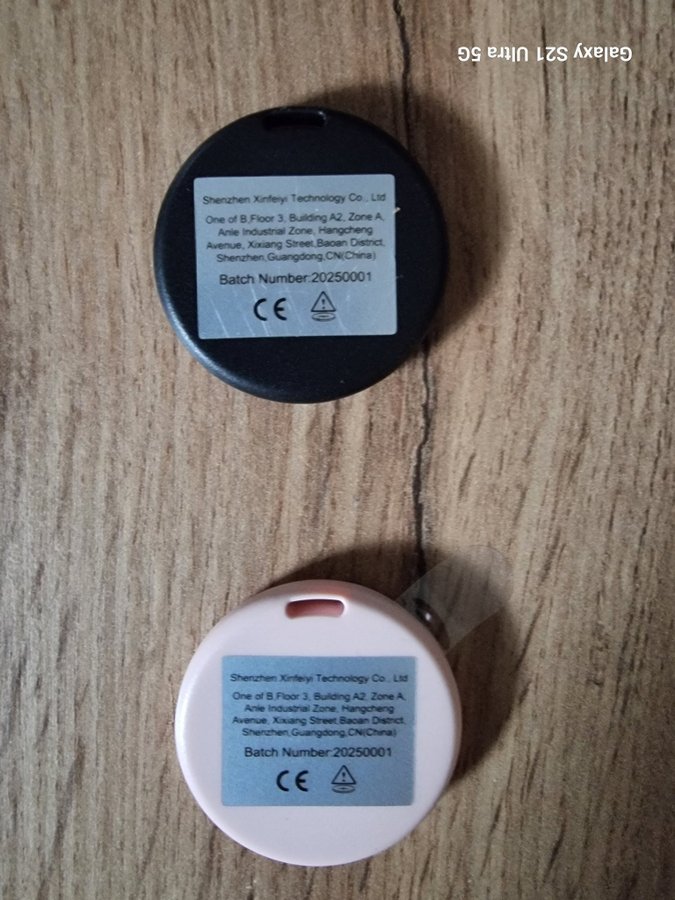 Galaxy S21 Ultra 5G
Shenzhen Xinfeiyi Technology Co., Ltd
One of B,Floor 3, Building A2, Zone A,
Anle Industrial Zone, Hangcheng
Avenue, Xixiang Street,Baoan District,
Shenzhen,Guangdong,CN(China)
Batch Number:20250001
CE
Shenzhen Xinfeiyi Technology Co., Ltd
One of B,Floor 3, Building A2, Zone A,
Anle Industrial Zone, Hangcheng
Avenue, Xixiang Street,Baoan District,
Shenzhen,Guangdong,CN(China)
Batch Number:20250001
CE